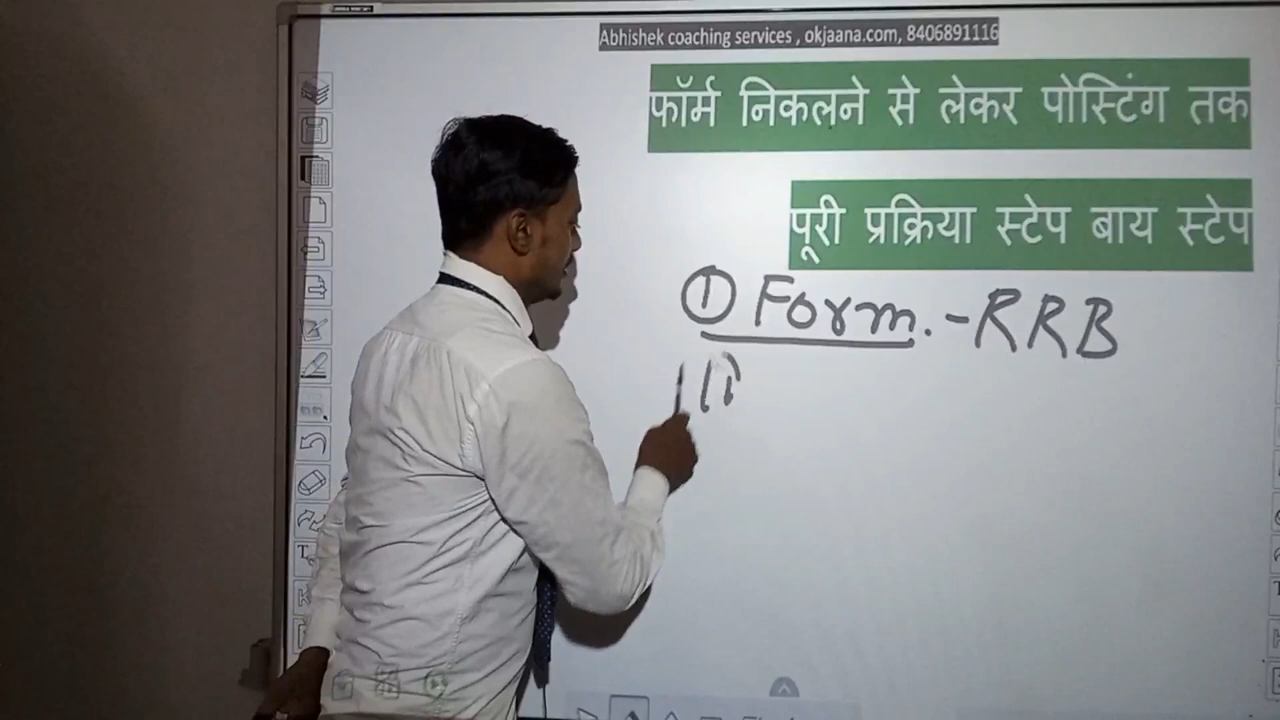 Abhishek coaching services , okjaana.com, 8406891116
फॉर्म निकलने से लेकर पोस्टिंग तक
पूरी प्रक्रिया स्टेप बाय स्टेप
① Form. - RRB